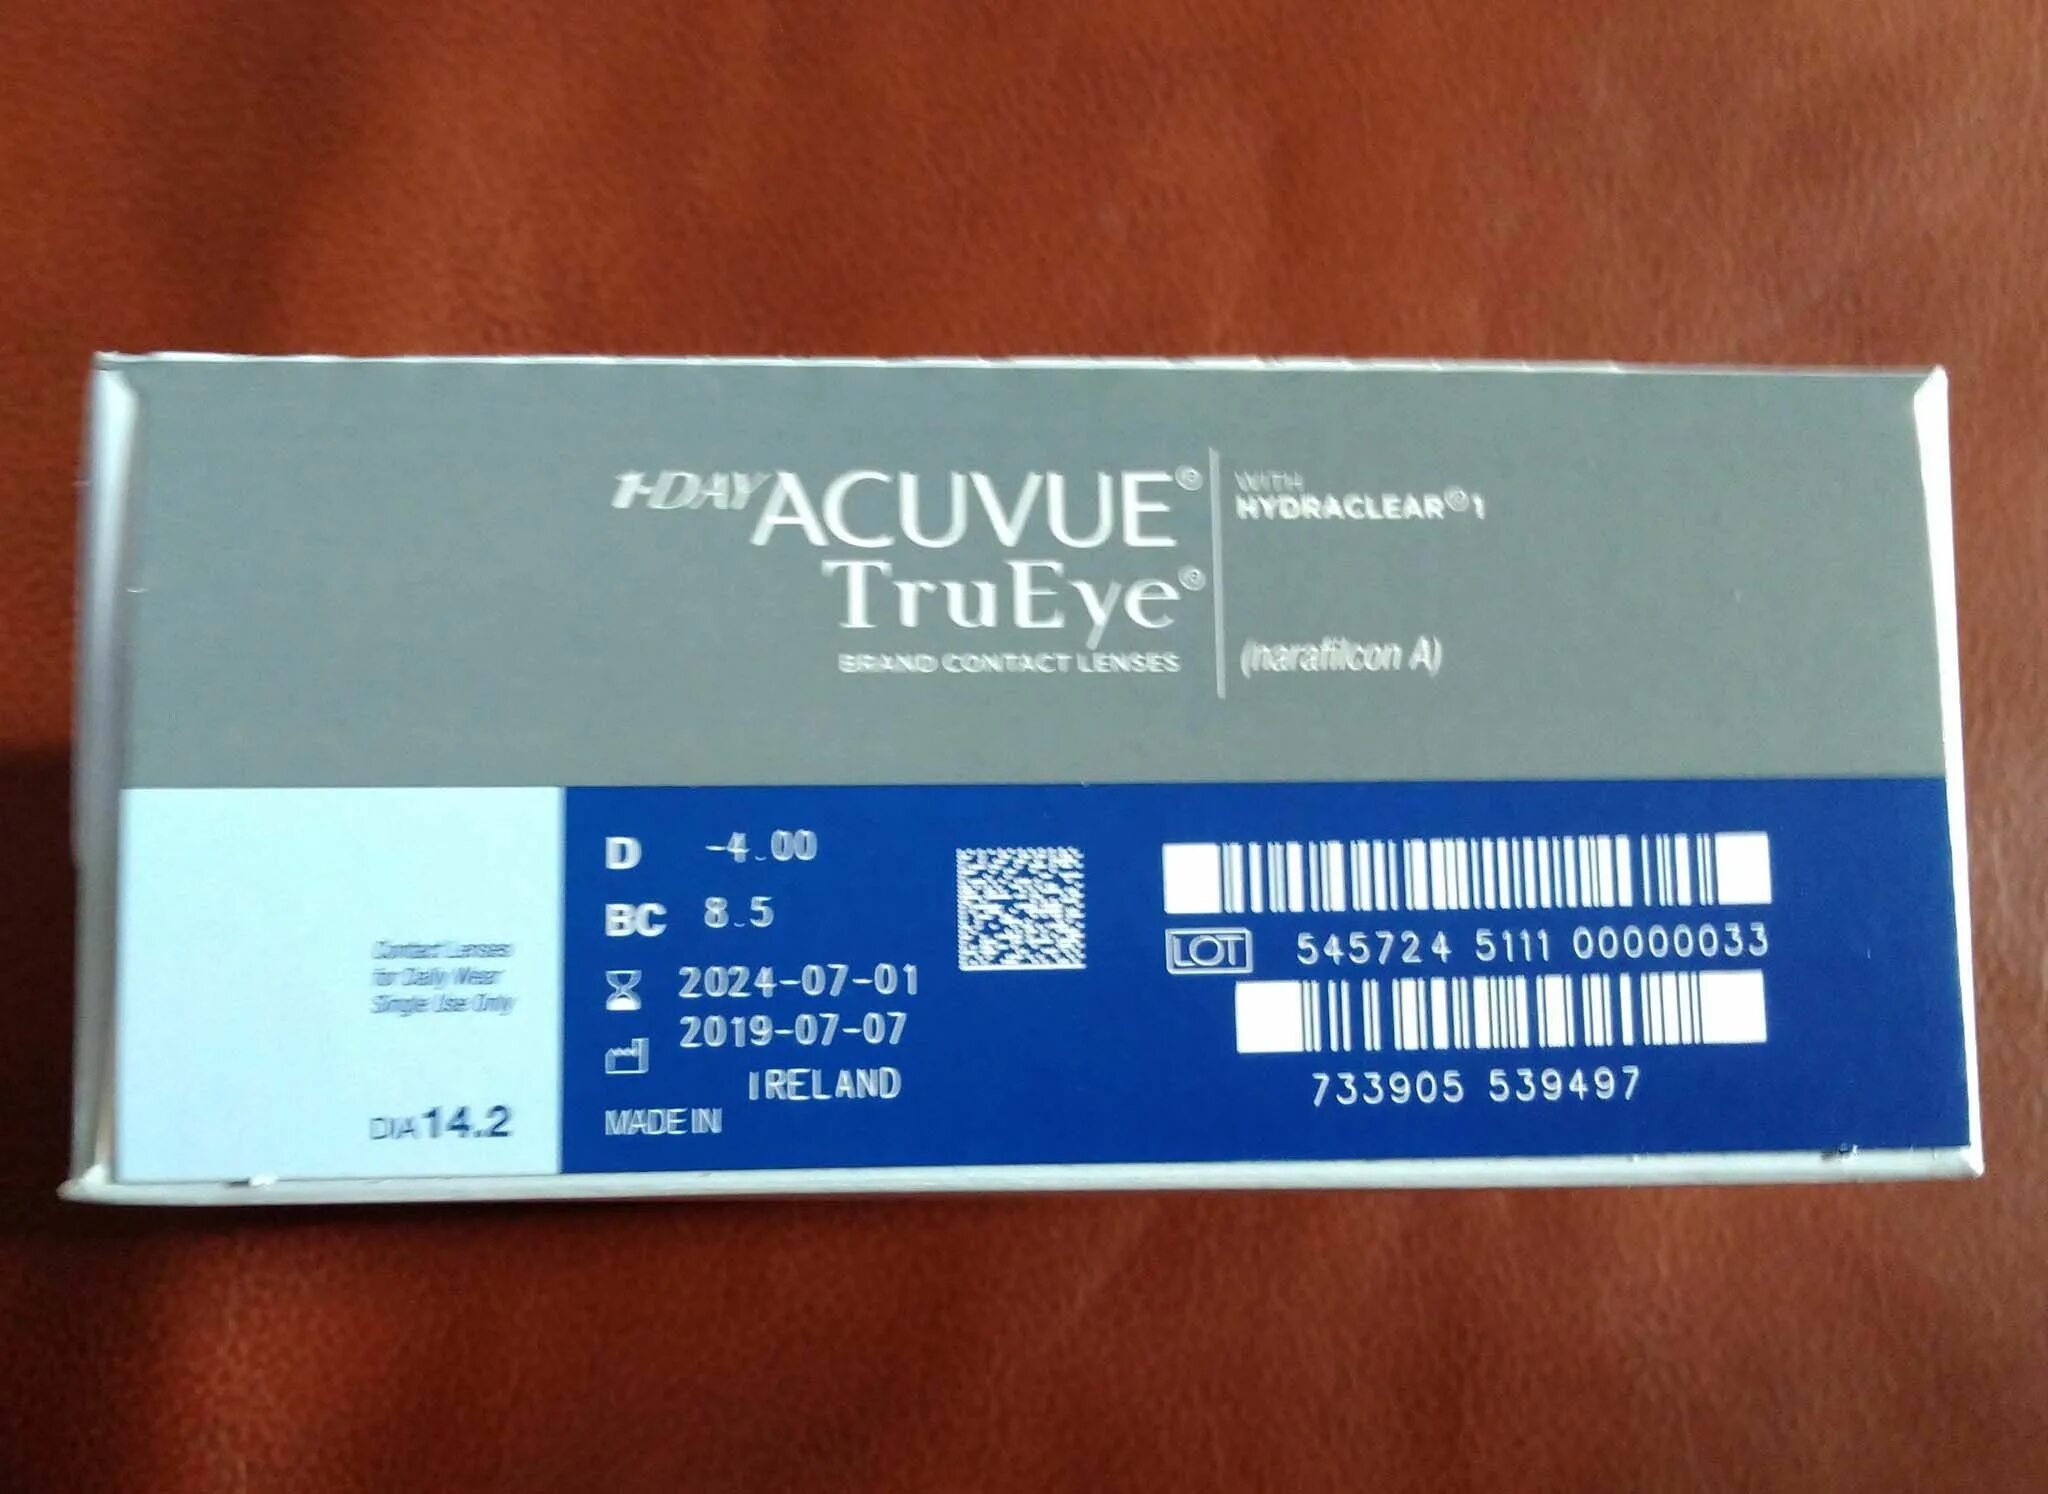 1-DAY ACUVUE®
TruEye®
BRAND CONTACT LENSES
WITH
HYDRACLEAR® 1
(narafilcon A)
Contact Lenses
for Daily Wear
Single Use Only
DIA 14.2
D -4.00
BC 8.5
2024-07-01
2019-07-07
IRELAND
MADE IN
LOT 545724 5111 00000033
733905 539497